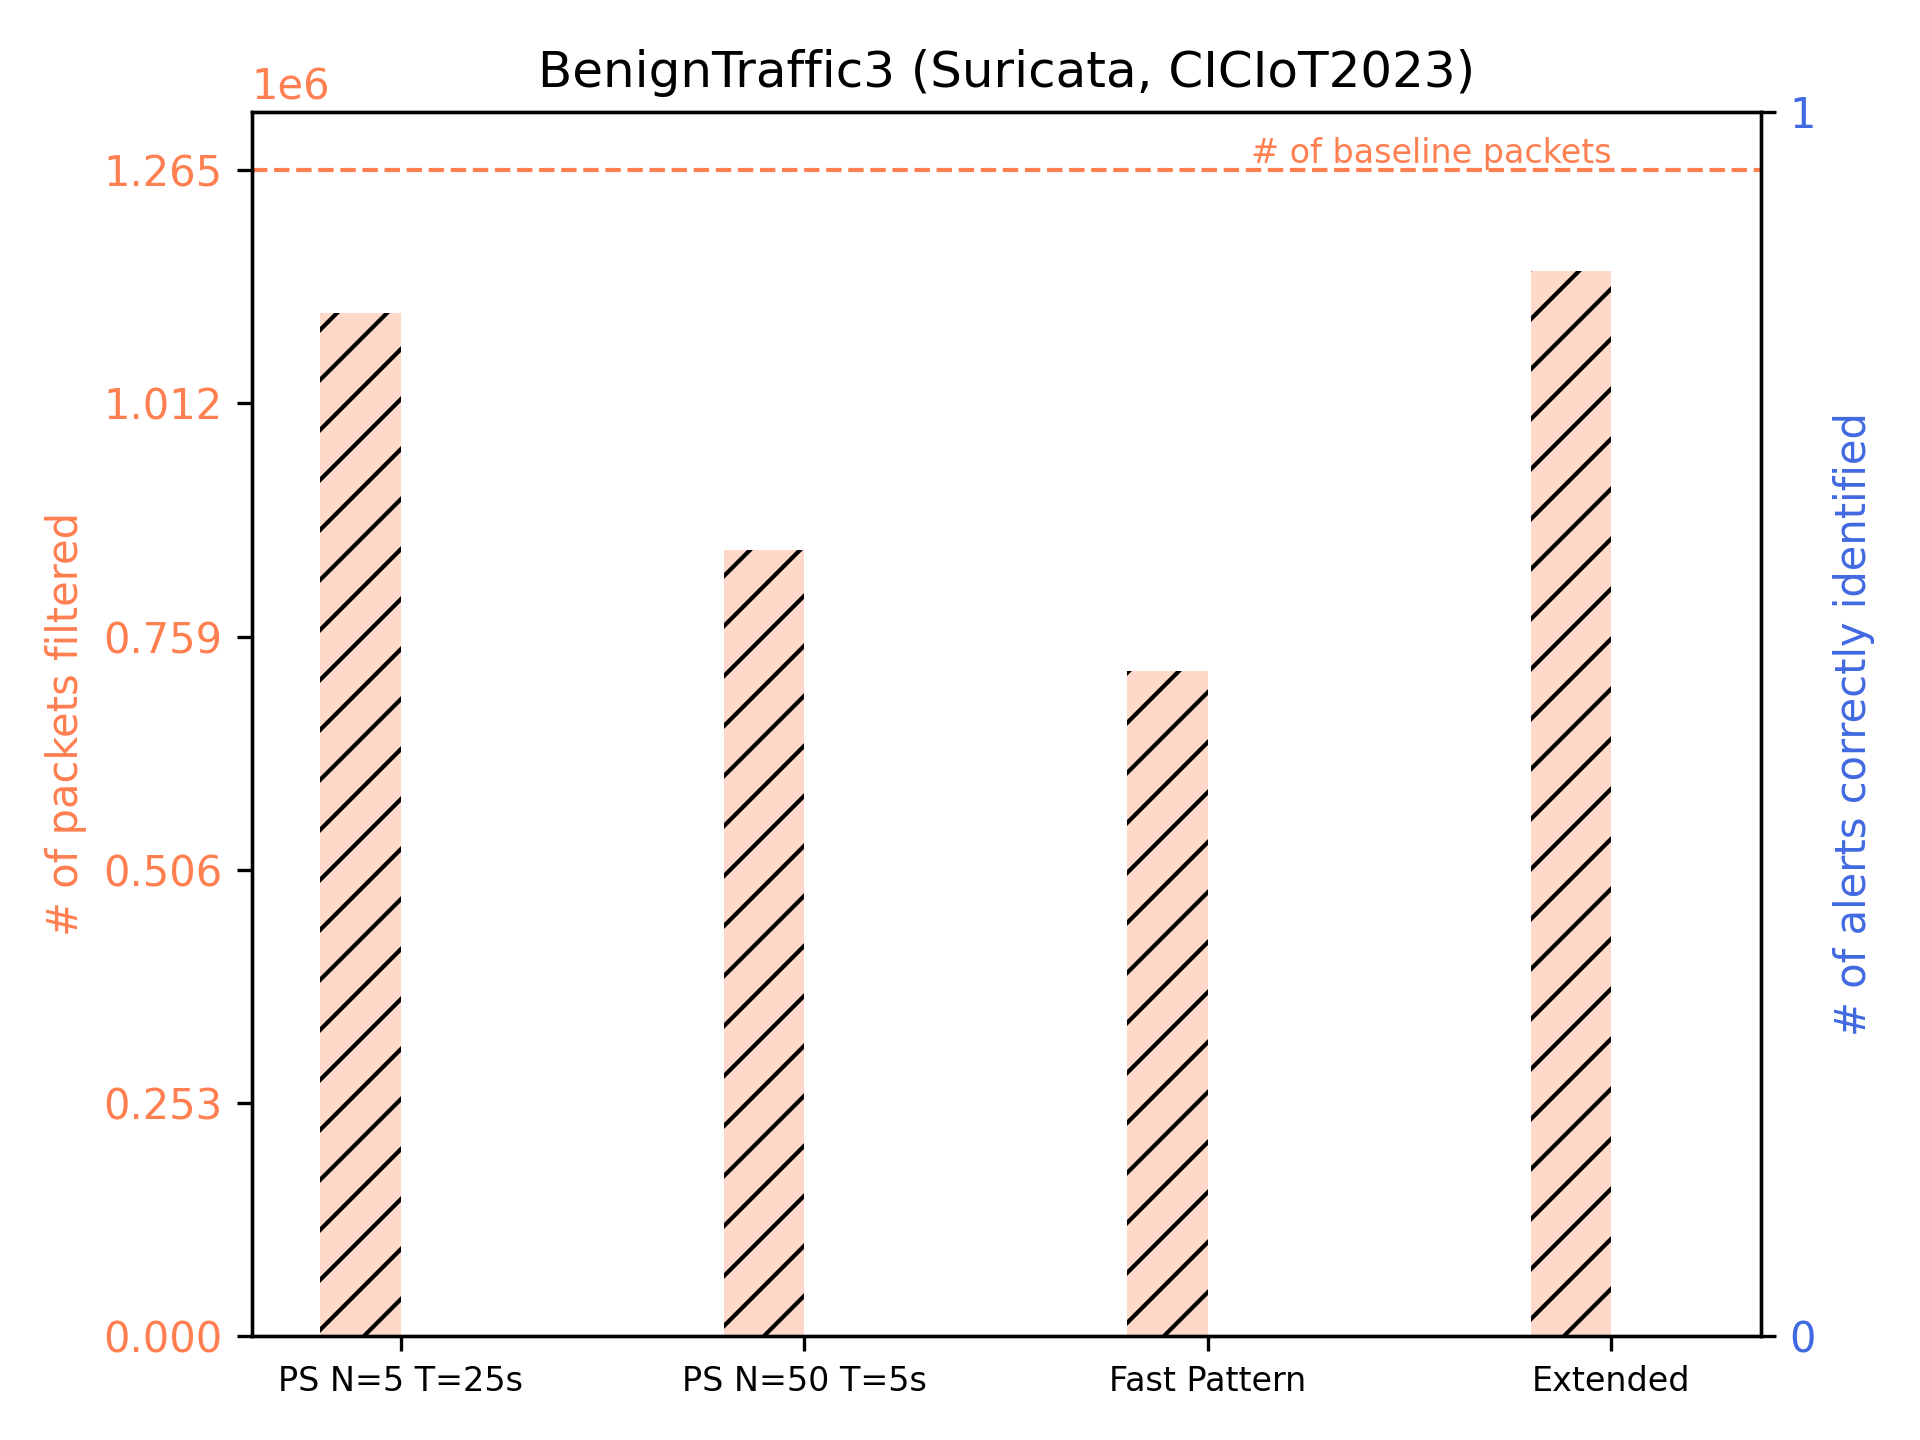 BenignTraffic3 (Suricata, CICIoT2023)
1e6
1
# of baseline packets
1.265
1.012
0.759
0.506
0.253
0.000
0
# of packets filtered
# of alerts correctly identified
PS N=5 T=25s
PS N=50 T=5s
Fast Pattern
Extended